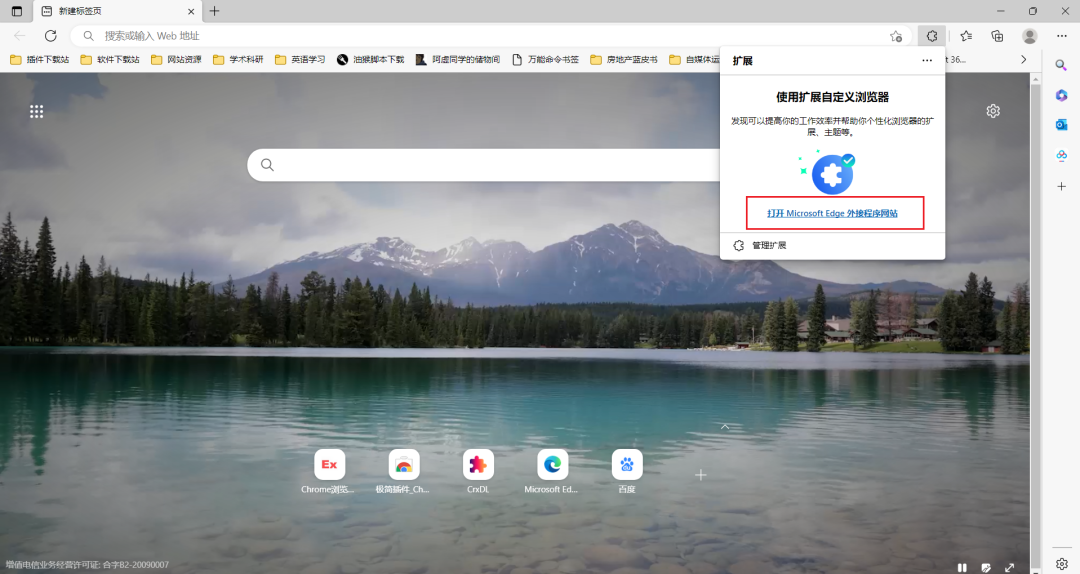 新建标签页
搜索或输入 Web 地址
插件下载站
软件下载站
网站资源
学术科研
英语学习
油猴脚本下载
阿虚同学的储物间
万能命令书签
房地产蓝皮书
自媒体运
t 36...
扩展
使用扩展自定义浏览器
发现可以提高你的工作效率并帮助你个性化浏览器的扩
展、主题等。
打开 Microsoft Edge 外接程序网站
管理扩展
Ex
Chrome浏览...
极简插件_Ch...
CrxDL
Microsoft Ed...
百度
增值电信业务经营许可证: 合字B2-20090007